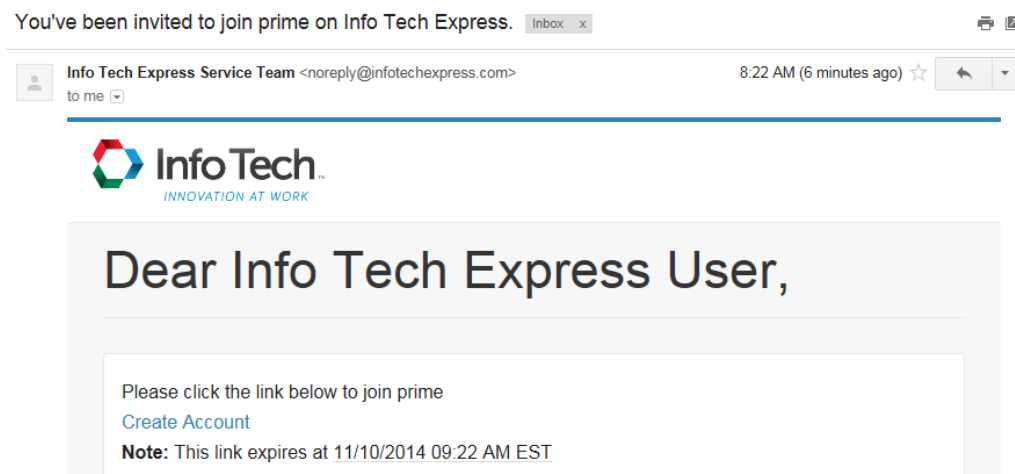 You've been invited to join prime on Info Tech Express. Inbox x
Info Tech Express Service Team <noreply@infotechexpress.com> 8:22 AM (6 minutes ago)
to me
Info Tech™
INNOVATION AT WORK
Dear Info Tech Express User,
Please click the link below to join prime
Create Account
Note: This link expires at 11/10/2014 09:22 AM EST